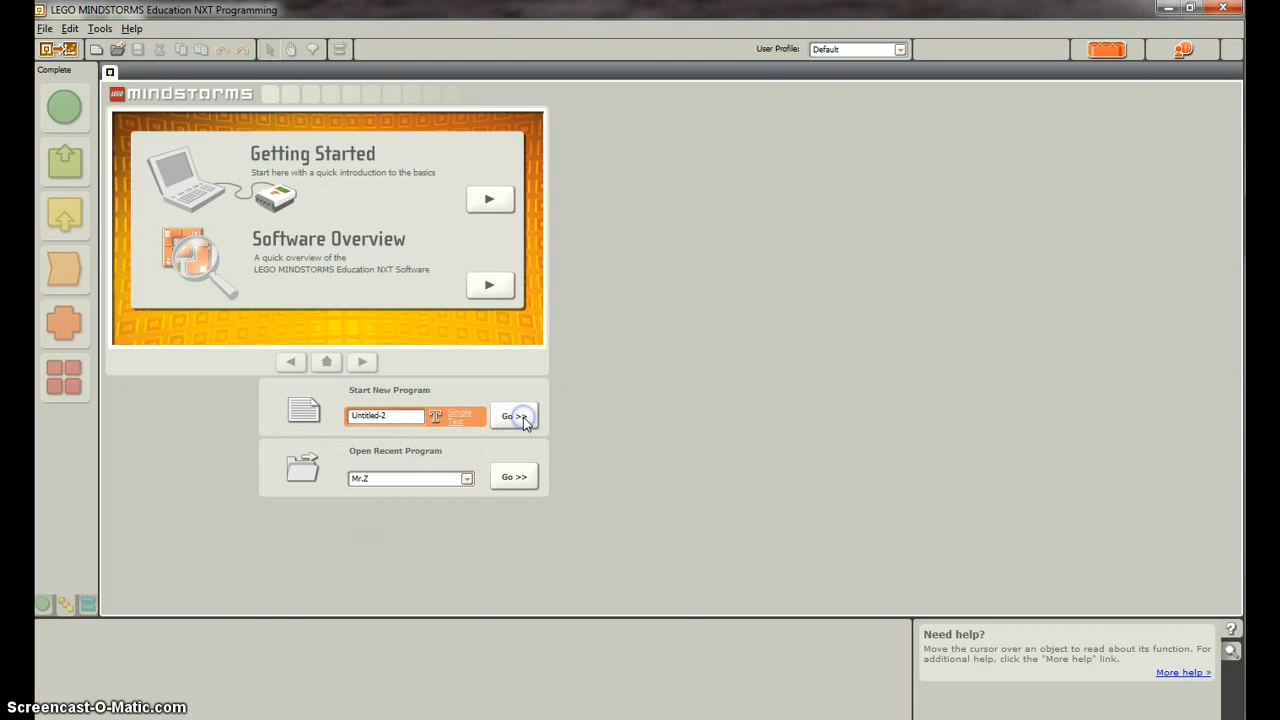 LEGO MINDSTORMS Education NXT Programming
File Edit Tools Help
User Profile: Default
Complete
LEGO mindstorms
Getting Started
Start here with a quick introduction to the basics
Software Overview
A quick overview of the
LEGO MINDSTORMS Education NXT Software
Start New Program
Untitled-2
T
Simple
Text
Go >>
Open Recent Program
Mr.Z
Go >>
Need help?
Move the cursor over an object to read about its function. For
additional help, click the "More help" link.
More help »
?
Screencast-O-Matic.com